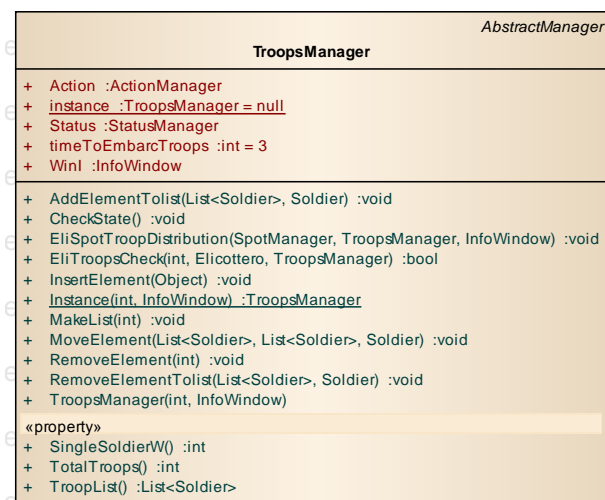 AbstractManager
TroopsManager
+ Action :ActionManager
+ instance :TroopsManager = null
+ Status :StatusManager
+ timeToEmbarcTroops :int = 3
+ WinI :InfoWindow
+ AddElementTolist(List<Soldier>, Soldier) :void
+ CheckState() :void
+ EliSpotTroopDistribution(SpotManager, TroopsManager, InfoWindow) :void
+ EliTroopsCheck(int, Elicottero, TroopsManager) :bool
+ InsertElement(Object) :void
+ Instance(int, InfoWindow) :TroopsManager
+ MakeList(int) :void
+ MoveElement(List<Soldier>, List<Soldier>, Soldier) :void
+ RemoveElement(int) :void
+ RemoveElementTolist(List<Soldier>, Soldier) :void
+ TroopsManager(int, InfoWindow)
«property»
+ SingleSoldierW() :int
+ TotalTroops() :int
+ TroopList() :List<Soldier>